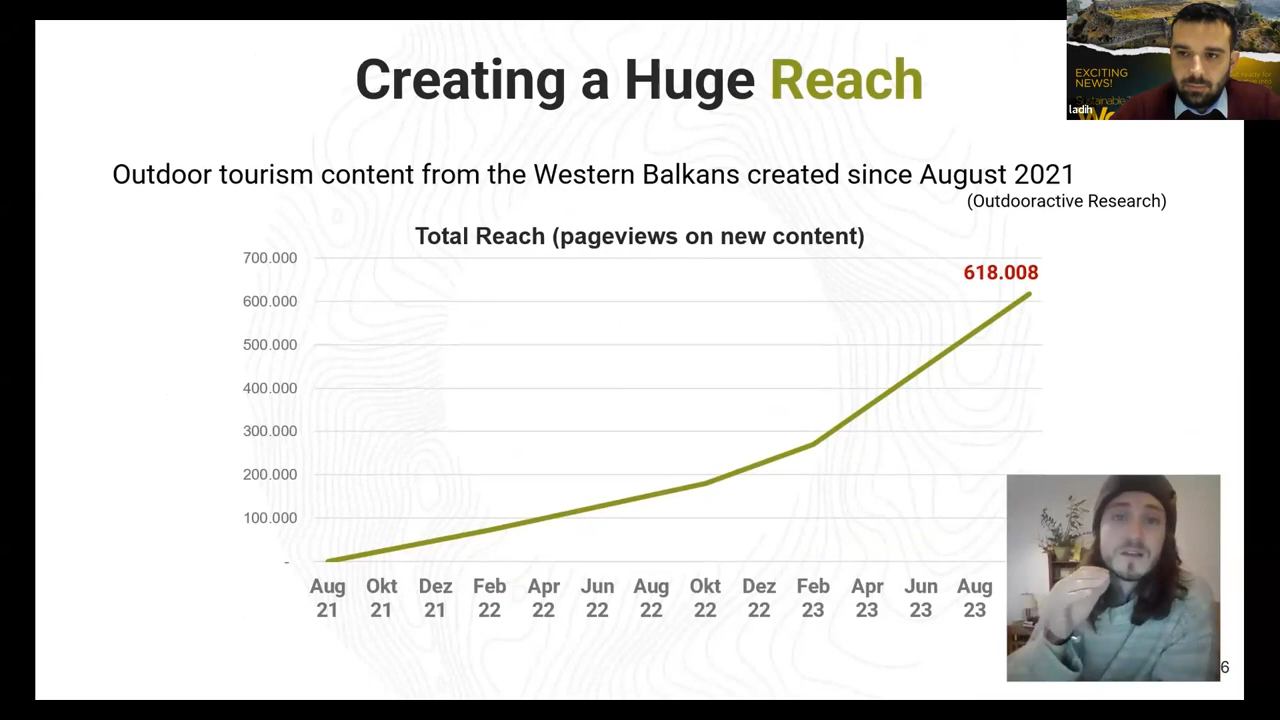 Creating a Huge Reach
EXCITING
NEWS!
Sustainable
ladih
Outdoor tourism content from the Western Balkans created since August 2021
(Outdooractive Research)
Total Reach (pageviews on new content)
700.000
618.008
600.000
500.000
400.000
300.000
200.000
100.000
-
Aug Okt Dez Feb Apr Jun Aug Okt Dez Feb Apr Jun Aug
21 21 21 22 22 22 22 22 22 23 23 23 23
6